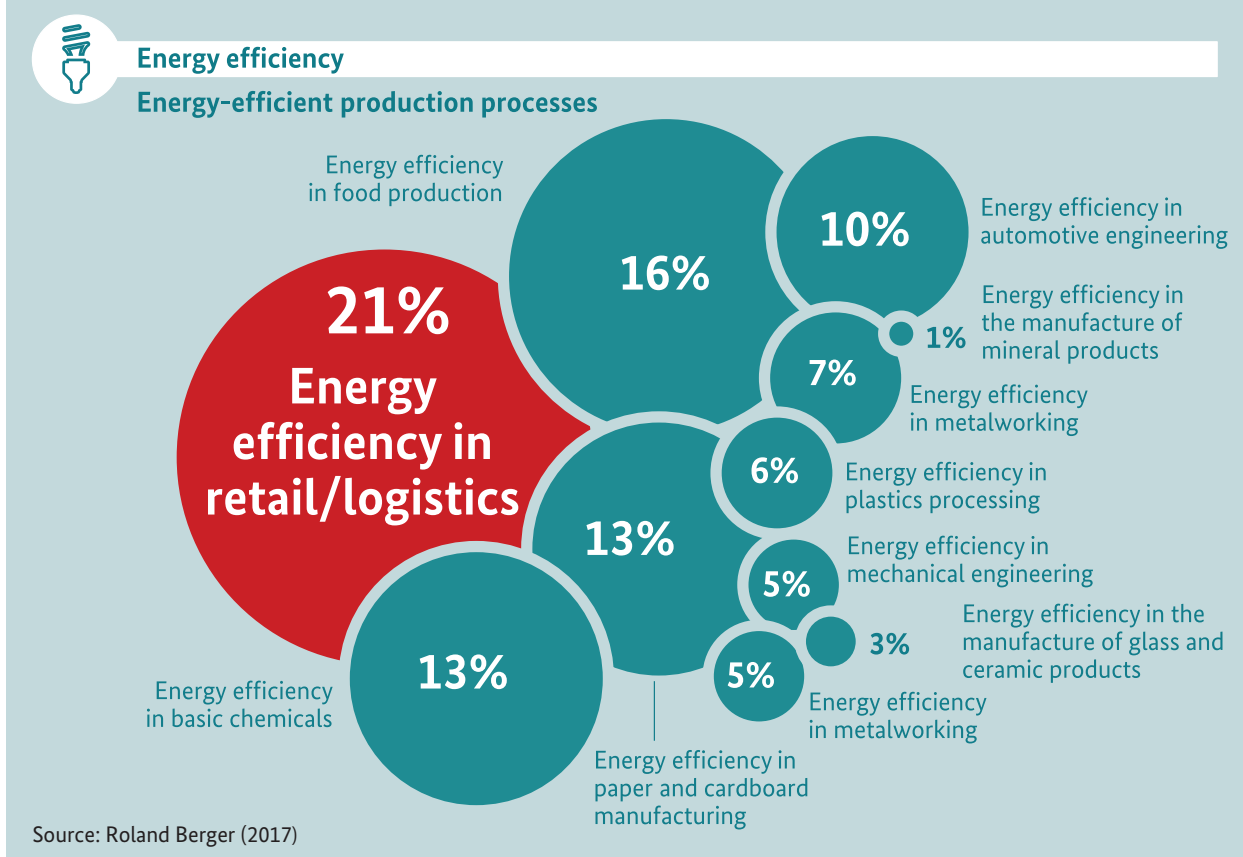 Energy efficiency
Energy-efficient production processes
Energy efficiency
in food production
16%
10%
Energy efficiency in
automotive engineering
21%
Energy
efficiency in
retail/logistics
1%
Energy efficiency in
the manufacture of
mineral products
7%
Energy efficiency
in metalworking
6%
Energy efficiency in
plastics processing
13%
5%
Energy efficiency in
mechanical engineering
3%
Energy efficiency in the
manufacture of glass and
ceramic products
5%
Energy efficiency
in metalworking
13%
Energy efficiency
in basic chemicals
Energy efficiency in
paper and cardboard
manufacturing
Source: Roland Berger (2017)